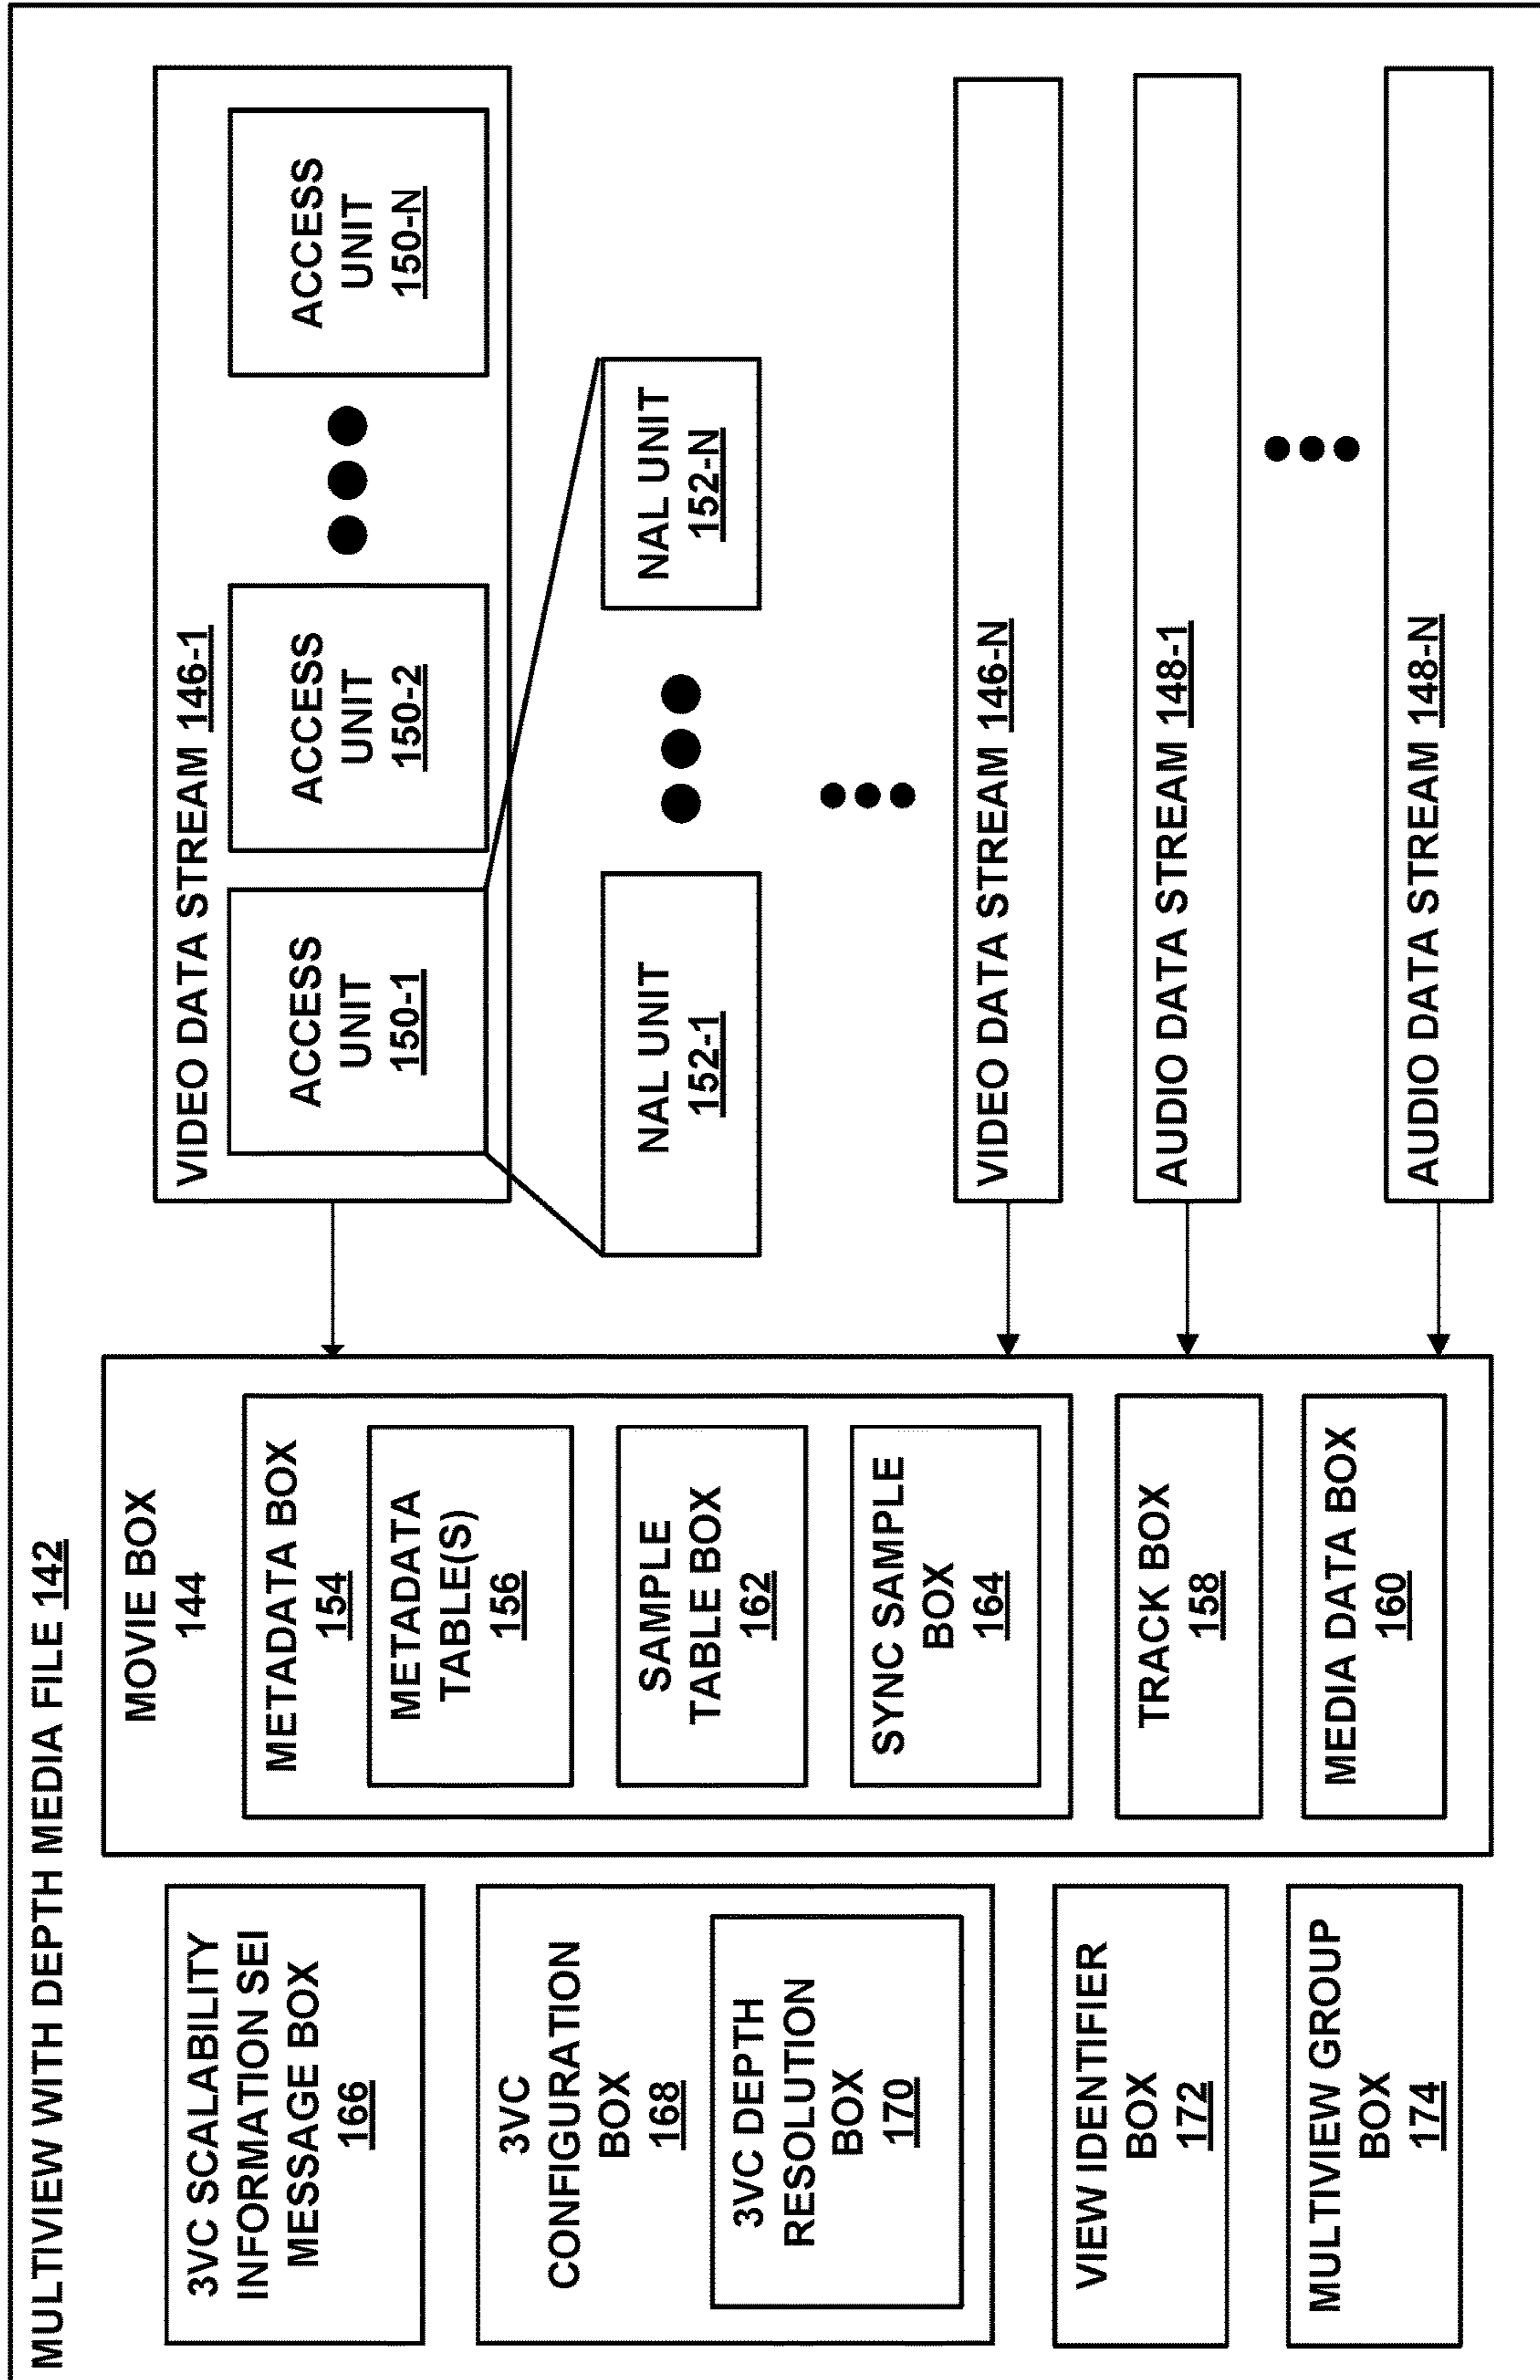 MULTIVIEW WITH DEPTH MEDIA FILE 142
3VC SCALABILITY
INFORMATION SEI
MESSAGE BOX
166
3VC
CONFIGURATION
BOX
168
3VC DEPTH
RESOLUTION
BOX
170
VIEW IDENTIFIER
BOX
172
MULTIVIEW GROUP
BOX
174
MOVIE BOX
144
METADATA BOX
154
METADATA
TABLE(S)
156
SAMPLE
TABLE BOX
162
SYNC SAMPLE
BOX
164
TRACK BOX
158
MEDIA DATA BOX
160
VIDEO DATA STREAM 146-1
ACCESS
UNIT
150-1
ACCESS
UNIT
150-2
ACCESS
UNIT
150-N
NAL UNIT
152-1
NAL UNIT
152-N
VIDEO DATA STREAM 146-N
AUDIO DATA STREAM 148-1
AUDIO DATA STREAM 148-N